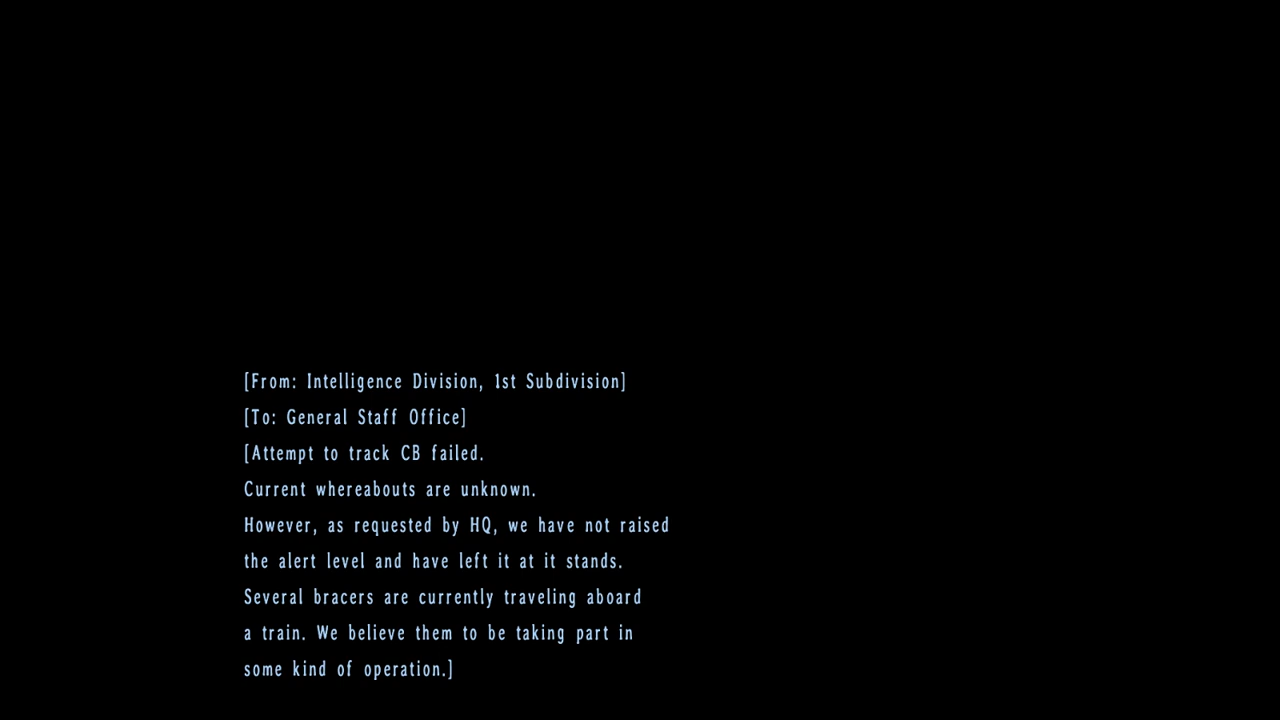 [From: Intelligence Division, 1st Subdivision]
[To: General Staff Office]
[Attempt to track CB failed.
Current whereabouts are unknown.
However, as requested by HQ, we have not raised
the alert level and have left it at it stands.
Several bracers are currently traveling aboard
a train. We believe them to be taking part in
some kind of operation.]